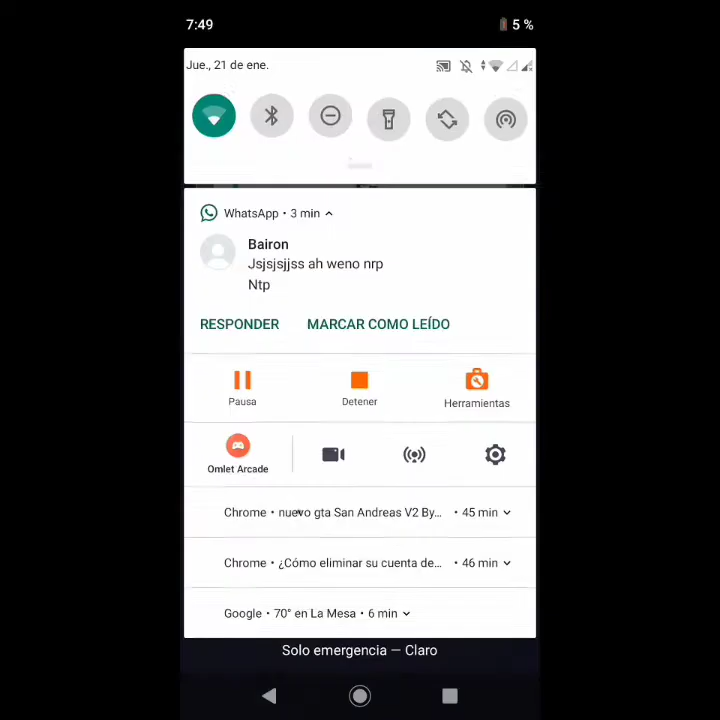 7:49
5 %
Jue., 21 de ene.
WhatsApp • 3 min
Bairon
Jsjsjsjjss ah weno nrp
Ntp
RESPONDER MARCAR COMO LEÍDO
Pausa Detener Herramientas
Omlet Arcade
Chrome • nuevo gta San Andreas V2 By... • 45 min
Chrome • ¿Cómo eliminar su cuenta de... • 46 min
Google • 70° en La Mesa • 6 min
Solo emergencia — Claro